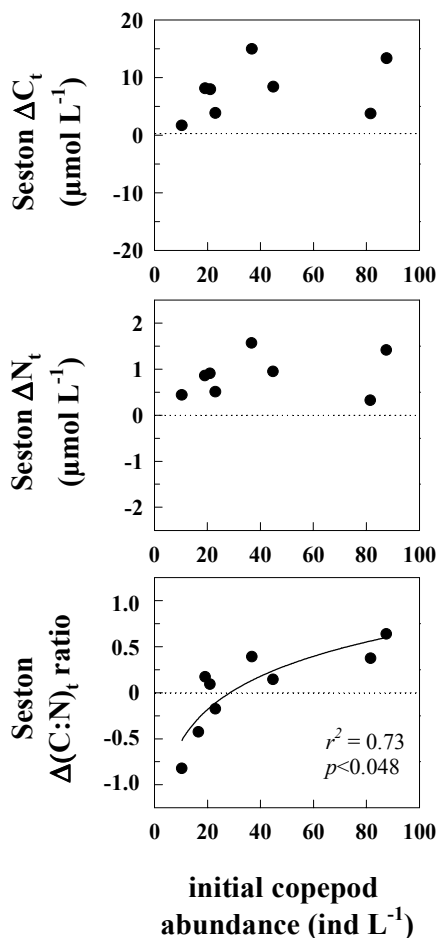 20
10
0
-10
-20
Seston ΔCₜ
(µmol L⁻¹)
0 20 40 60 80 100
2
1
0
-1
-2
Seston ΔNₜ
(µmol L⁻¹)
0 20 40 60 80 100
1.0
0.5
0
-0.5
-1.0
Seston
Δ(C:N)ₜ ratio
r² = 0.73
p<0.048
0 20 40 60 80 100
initial copepod
abundance (ind L⁻¹)